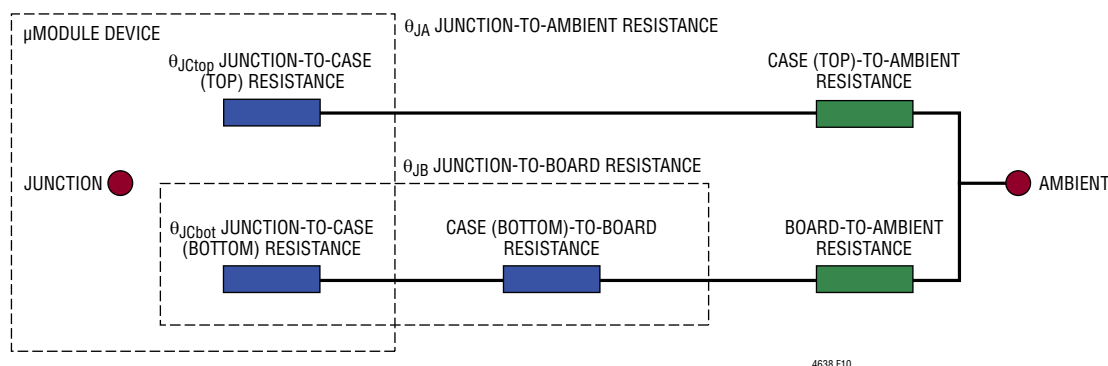 µMODULE DEVICE
θJA JUNCTION-TO-AMBIENT RESISTANCE
θJCtop JUNCTION-TO-CASE
(TOP) RESISTANCE
CASE (TOP)-TO-AMBIENT
RESISTANCE
θJB JUNCTION-TO-BOARD RESISTANCE
JUNCTION
AMBIENT
θJCbot JUNCTION-TO-CASE
(BOTTOM) RESISTANCE
CASE (BOTTOM)-TO-BOARD
RESISTANCE
BOARD-TO-AMBIENT
RESISTANCE
4638 F10